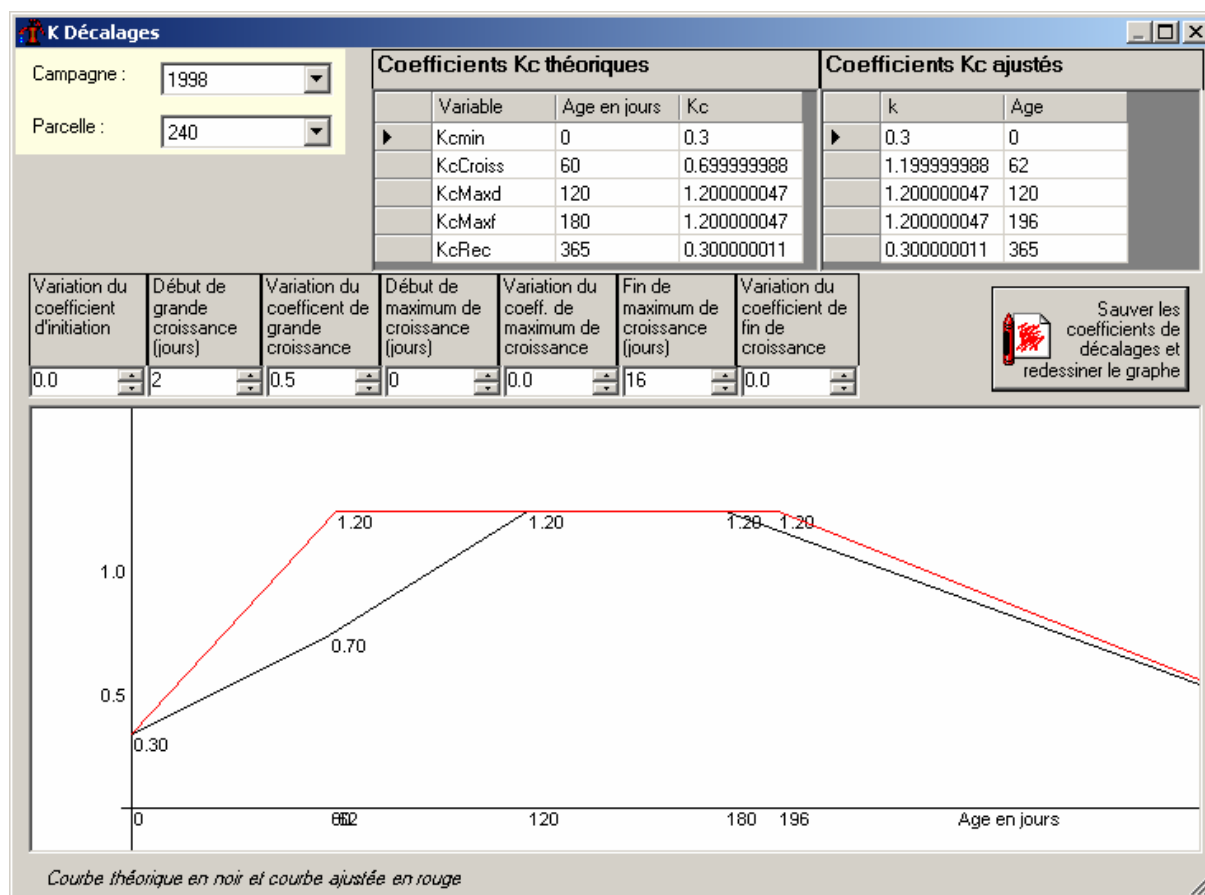 K Décalages
Campagne :
1998
Parcelle :
240
Coefficients Kc théoriques
Variable Age en jours Kc
Kcmin 0 0.3
KcCroiss 60 0.699999988
KcMaxd 120 1.200000047
KcMaxf 180 1.200000047
KcRec 365 0.300000011
Coefficients Kc ajustés
k Age
0.3 0
1.199999988 62
1.200000047 120
1.200000047 196
0.300000011 365
Variation du
coefficient
d'initiation
0.0
Début de
grande
croissance
(jours)
2
Variation du
coefficent de
grande
croissance
0.5
Début de
maximum de
croissance
(jours)
0
Variation du
coeff. de
maximum de
croissance
0.0
Fin de
maximum de
croissance
(jours)
16
Variation du
coefficient de
fin de
croissance
0.0
Sauver les
coefficients de
décalages et
redessiner le graphe
1.20 1.20 1.20 1.20
1.0
0.70
0.5
0.30
0 60 62 120 180 196 Age en jours
Courbe théorique en noir et courbe ajustée en rouge